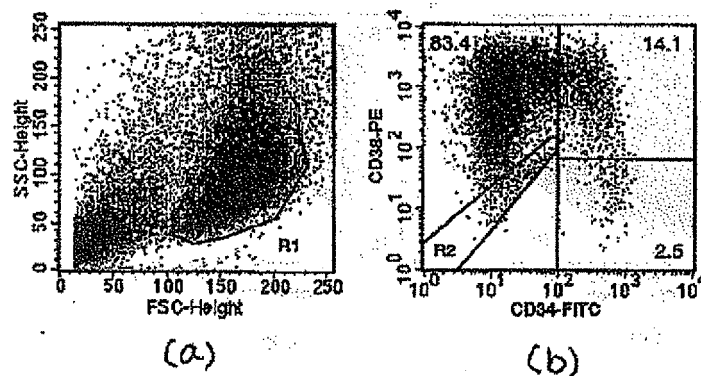 250
200
150
100
50
0
SSC-Height
0 50 100 150 200 250
FSC-Height
R1
(a)
83.4
14.1
10^4
10^3
10^2
10^1
10^0
CD38-PE
R2
2.5
10^0 10^1 10^2 10^3 10^4
CD34-FITC
(b)